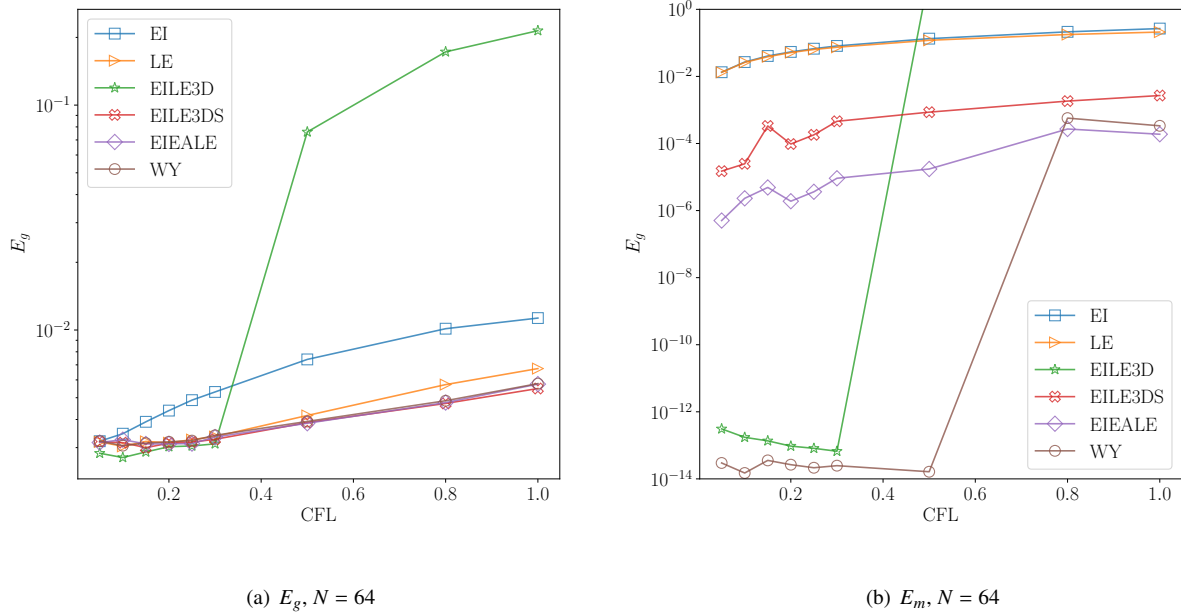 EI
LE
EILE3D
EILE3DS
EIEALE
WY
10⁻¹
10⁻²
E_g
0.2 0.4 0.6 0.8 1.0
CFL
(a) E_g, N = 64
10⁰
10⁻²
10⁻⁴
10⁻⁶
10⁻⁸
10⁻¹⁰
10⁻¹²
10⁻¹⁴
E_g
EI
LE
EILE3D
EILE3DS
EIEALE
WY
0.2 0.4 0.6 0.8 1.0
CFL
(b) E_m, N = 64